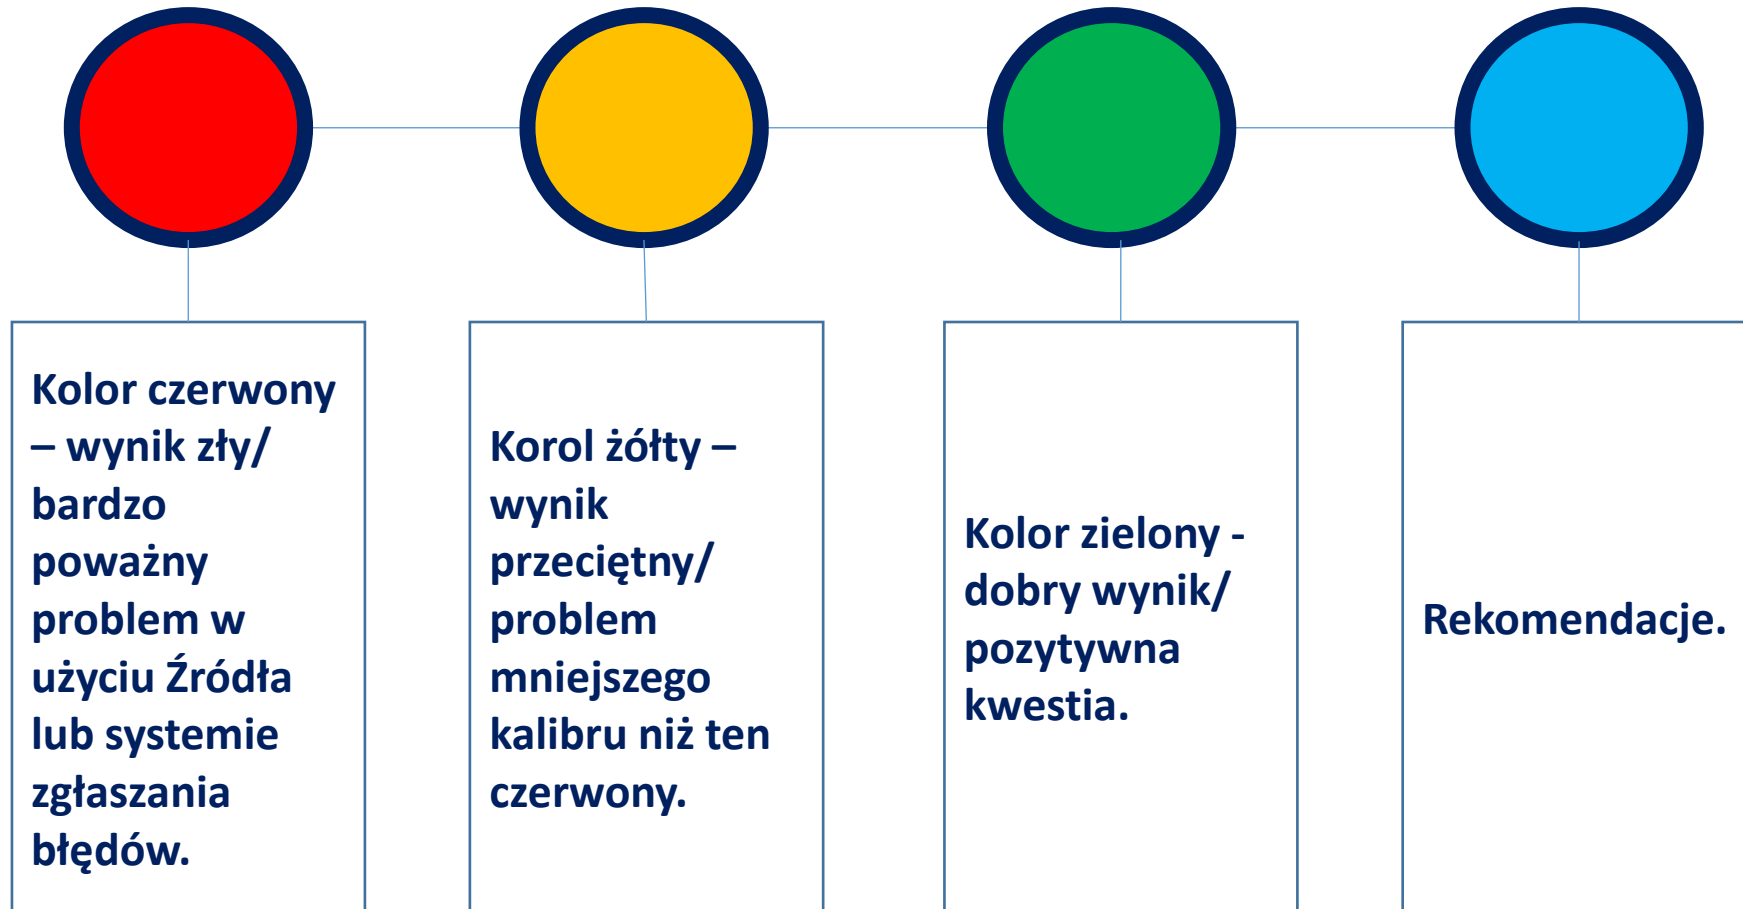 Kolor czerwony
– wynik zły/
bardzo
poważny
problem w
użyciu Źródła
lub systemie
zgłaszania
błędów.
Korol żółty –
wynik
przeciętny/
problem
mniejszego
kalibru niż ten
czerwony.
Kolor zielony -
dobry wynik/
pozytywna
kwestia.
Rekomendacje.